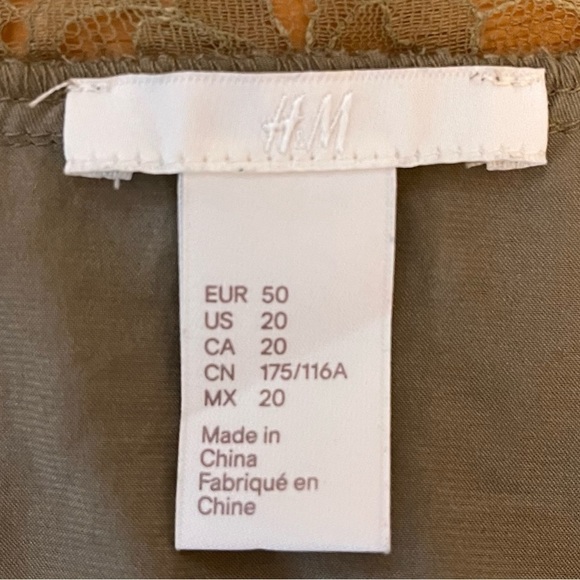 H&M
EUR 50
US 20
CA 20
CN 175/116A
MX 20
Made in
China
Fabriqué en
Chine